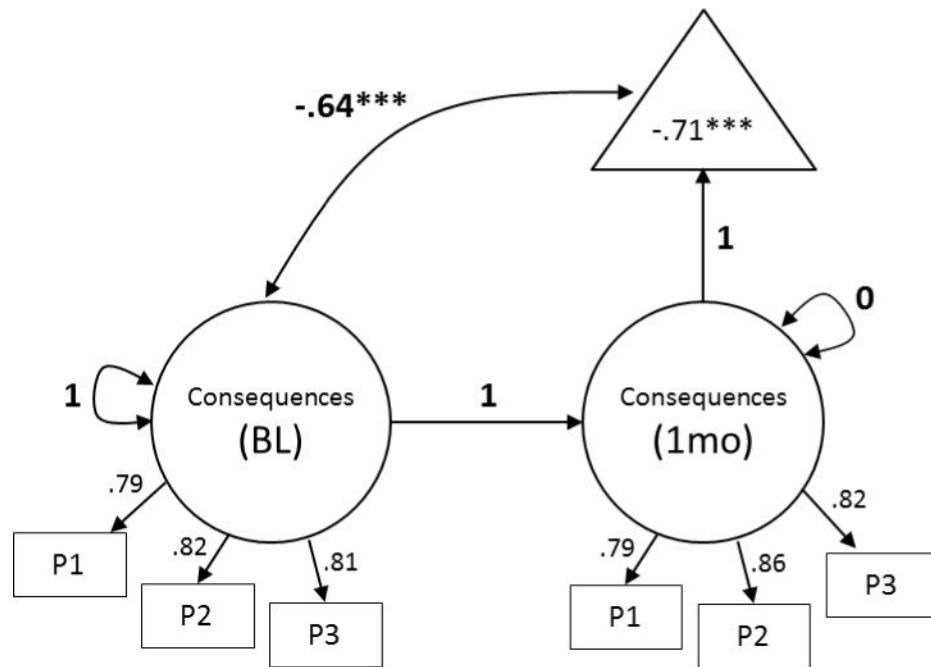 -.64***
-.71***
1
0
1
Consequences
(BL)
1
Consequences
(1mo)
.79
.82
.81
.79
.86
.82
P1
P2
P3
P1
P2
P3